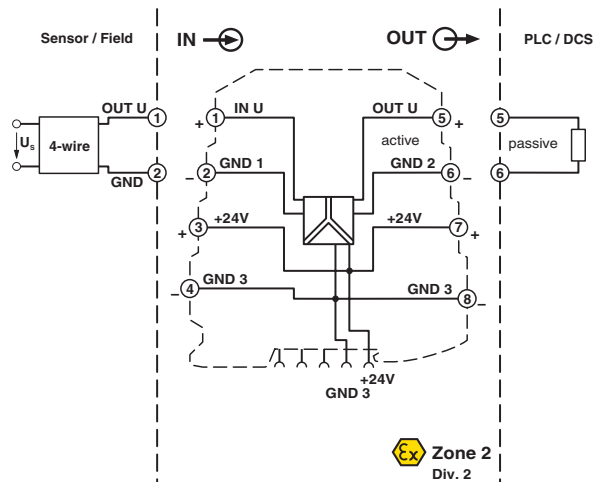 Sensor / Field
IN
OUT
PLC / DCS
OUT U
1
1
IN U
OUT U
5
5
+
+
Us
4-wire
active
passive
GND
2
2
GND 1
GND 2
6
6
–
–
+
3
+24V
+24V
7
+
–
4
GND 3
GND 3
8
–
+24V
GND 3
Ex
Zone 2
Div. 2